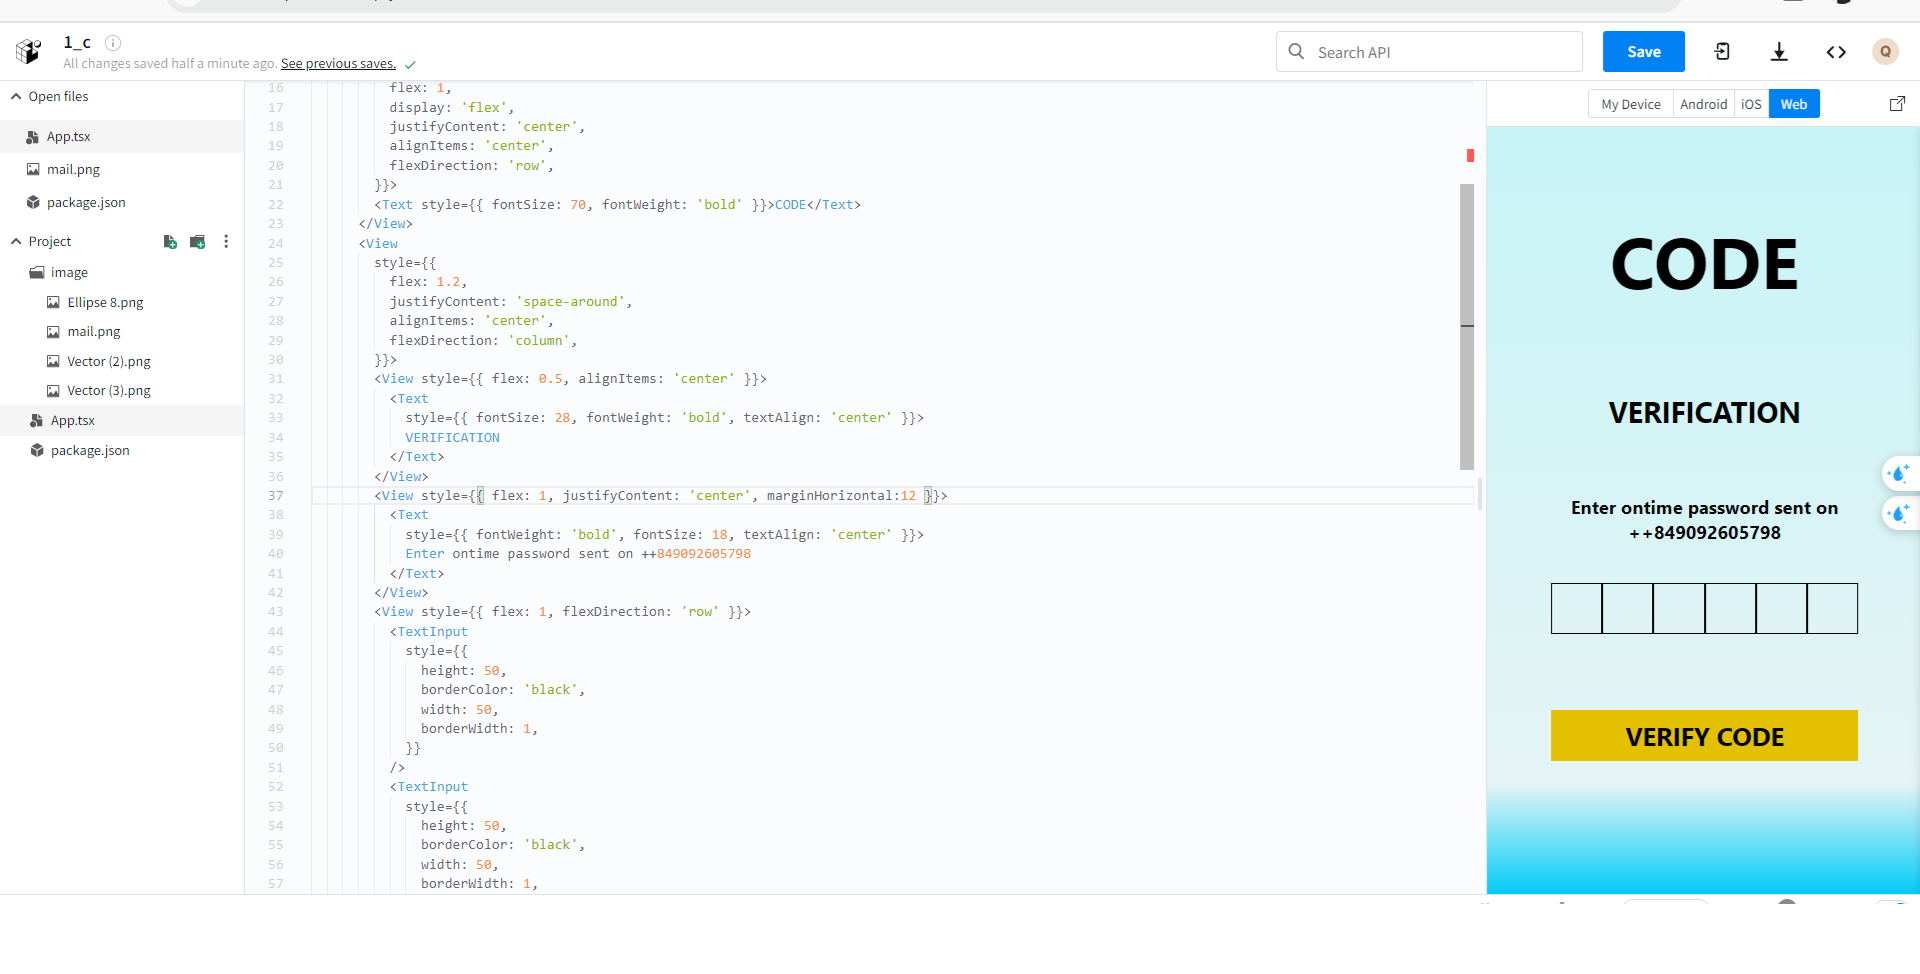 1_c
All changes saved half a minute ago. See previous saves.
Search API
Save
Q
Open files
App.tsx
mail.png
package.json
Project
image
Ellipse 8.png
mail.png
Vector (2).png
Vector (3).png
App.tsx
package.json
16 flex: 1,
17 display: 'flex',
18 justifyContent: 'center',
19 alignItems: 'center',
20 flexDirection: 'row',
21 }}>
22 <Text style={{ fontSize: 70, fontWeight: 'bold' }}>CODE</Text>
23 </View>
24 <View
25 style={{
26 flex: 1.2,
27 justifyContent: 'space-around',
28 alignItems: 'center',
29 flexDirection: 'column',
30 }}>
31 <View style={{ flex: 0.5, alignItems: 'center' }}>
32 <Text
33 style={{ fontSize: 28, fontWeight: 'bold', textAlign: 'center' }}>
34 VERIFICATION
35 </Text>
36 </View>
37 <View style={{ flex: 1, justifyContent: 'center', marginHorizontal:12 }}>
38 <Text
39 style={{ fontWeight: 'bold', fontSize: 18, textAlign: 'center' }}>
40 Enter ontime password sent on ++849092605798
41 </Text>
42 </View>
43 <View style={{ flex: 1, flexDirection: 'row' }}>
44 <TextInput
45 style={{
46 height: 50,
47 borderColor: 'black',
48 width: 50,
49 borderWidth: 1,
50 }}
51 />
52 <TextInput
53 style={{
54 height: 50,
55 borderColor: 'black',
56 width: 50,
57 borderWidth: 1,
My Device Android iOS Web
CODE
VERIFICATION
Enter ontime password sent on
++849092605798
VERIFY CODE